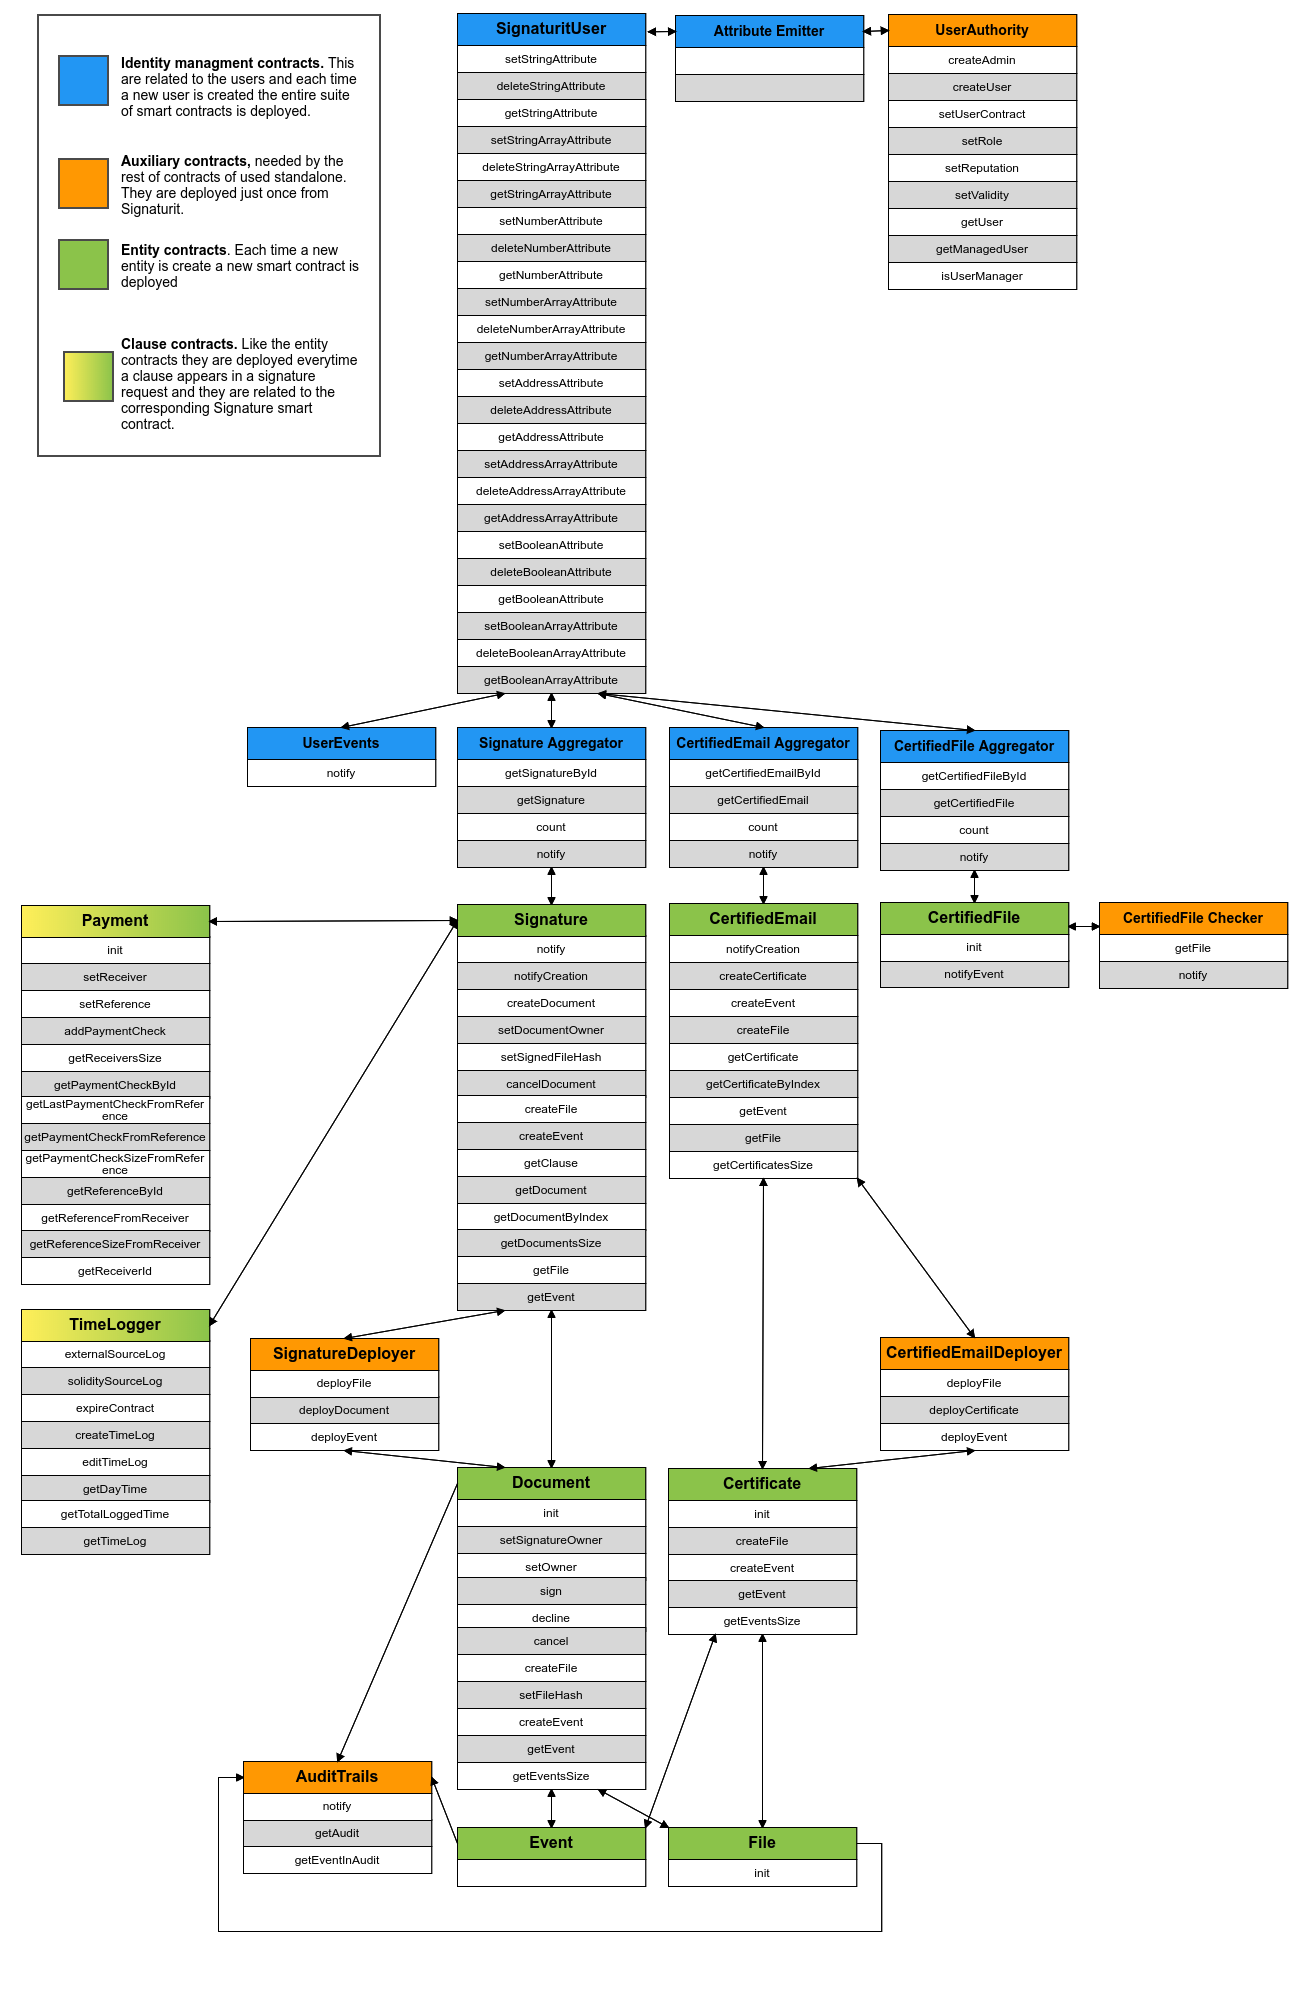 Identity managment contracts. This
are related to the users and each time
a new user is created the entire suite
of smart contracts is deployed.
Auxiliary contracts, needed by the
rest of contracts of used standalone.
They are deployed just once from
Signaturit.
Entity contracts. Each time a new
entity is create a new smart contract is
deployed
Clause contracts. Like the entity
contracts they are deployed everytime
a clause appears in a signature
request and they are related to the
corresponding Signature smart
contract.
SignaturitUser
setStringAttribute
deleteStringAttribute
getStringAttribute
setStringArrayAttribute
deleteStringArrayAttribute
getStringArrayAttribute
setNumberAttribute
deleteNumberAttribute
getNumberAttribute
setNumberArrayAttribute
deleteNumberArrayAttribute
getNumberArrayAttribute
setAddressAttribute
deleteAddressAttribute
getAddressAttribute
setAddressArrayAttribute
deleteAddressArrayAttribute
getAddressArrayAttribute
setBooleanAttribute
deleteBooleanAttribute
getBooleanAttribute
setBooleanArrayAttribute
deleteBooleanArrayAttribute
getBooleanArrayAttribute
Attribute Emitter
UserAuthority
createAdmin
createUser
setUserContract
setRole
setReputation
setValidity
getUser
getManagedUser
isUserManager
UserEvents
notify
Signature Aggregator
getSignatureById
getSignature
count
notify
CertifiedEmail Aggregator
getCertifiedEmailById
getCertifiedEmail
count
notify
CertifiedFile Aggregator
getCertifiedFileById
getCertifiedFile
count
notify
Payment
init
setReceiver
setReference
addPaymentCheck
getReceiversSize
getPaymentCheckById
getLastPaymentCheckFromRefer
ence
getPaymentCheckFromReference
getPaymentCheckSizeFromRefer
ence
getReferenceById
getReferenceFromReceiver
getReferenceSizeFromReceiver
getReceiverId
Signature
notify
notifyCreation
createDocument
setDocumentOwner
setSignedFileHash
cancelDocument
createFile
createEvent
getClause
getDocument
getDocumentByIndex
getDocumentsSize
getFile
getEvent
CertifiedEmail
notifyCreation
createCertificate
createEvent
createFile
getCertificate
getCertificateByIndex
getEvent
getFile
getCertificatesSize
CertifiedFile
init
notifyEvent
CertifiedFile Checker
getFile
notify
TimeLogger
externalSourceLog
soliditySourceLog
expireContract
createTimeLog
editTimeLog
getDayTime
getTotalLoggedTime
getTimeLog
SignatureDeployer
deployFile
deployDocument
deployEvent
CertifiedEmailDeployer
deployFile
deployCertificate
deployEvent
Document
init
setSignatureOwner
setOwner
sign
decline
cancel
createFile
setFileHash
createEvent
getEvent
getEventsSize
Certificate
init
createFile
createEvent
getEvent
getEventsSize
AuditTrails
notify
getAudit
getEventInAudit
Event
File
init